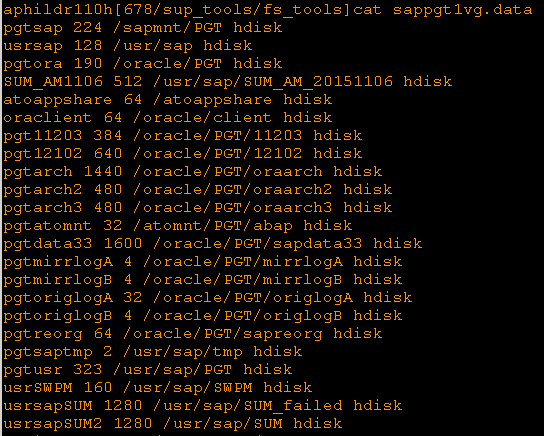 aphildr110h[678/sup_tools/fs_tools]cat sappgt1vg.data
pgtsap 224 /sapmnt/PGT hdisk
usrsap 128 /usr/sap hdisk
pgtora 190 /oracle/PGT hdisk
SUM_AM1106 512 /usr/sap/SUM_AM_20151106 hdisk
atoappshare 64 /atoappshare hdisk
oraclient 64 /oracle/client hdisk
pgt11203 384 /oracle/PGT/11203 hdisk
pgt12102 640 /oracle/PGT/12102 hdisk
pgtarch 1440 /oracle/PGT/oraarch hdisk
pgtarch2 480 /oracle/PGT/oraarch2 hdisk
pgtarch3 480 /oracle/PGT/oraarch3 hdisk
pgtatomnt 32 /atomnt/PGT/abap hdisk
pgtdata33 1600 /oracle/PGT/sapdata33 hdisk
pgtmirrlogA 4 /oracle/PGT/mirrlogA hdisk
pgtmirrlogB 4 /oracle/PGT/mirrlogB hdisk
pgtoriglogA 32 /oracle/PGT/origlogA hdisk
pgtoriglogB 4 /oracle/PGT/origlogB hdisk
pgtreorg 64 /oracle/PGT/sapreorg hdisk
pgtsaptmp 2 /usr/sap/tmp hdisk
pgtusr 323 /usr/sap/PGT hdisk
usrSWPM 160 /usr/sap/SWPM hdisk
usrsapSUM 1280 /usr/sap/SUM_failed hdisk
usrsapSUM2 1280 /usr/sap/SUM hdisk